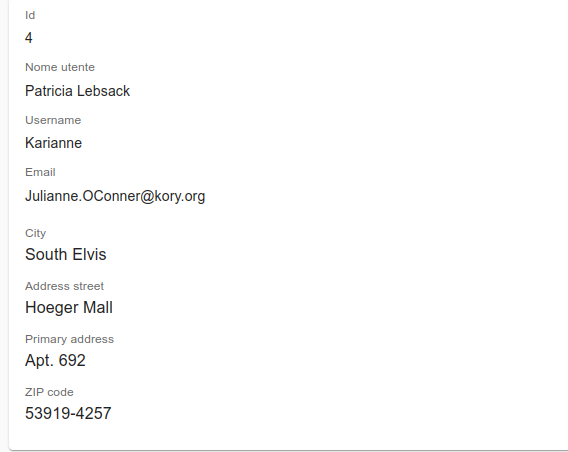 Id
4
Nome utente
Patricia Lebsack
Username
Karianne
Email
Julianne.OConner@kory.org
City
South Elvis
Address street
Hoeger Mall
Primary address
Apt. 692
ZIP code
53919-4257